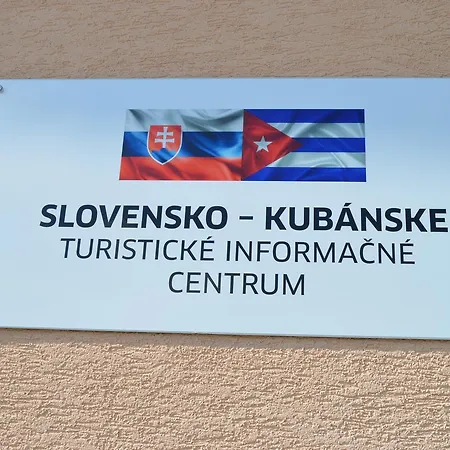 SLOVENSKO - KUBÁNSKE
TURISTICKÉ INFORMAČNÉ
CENTRUM